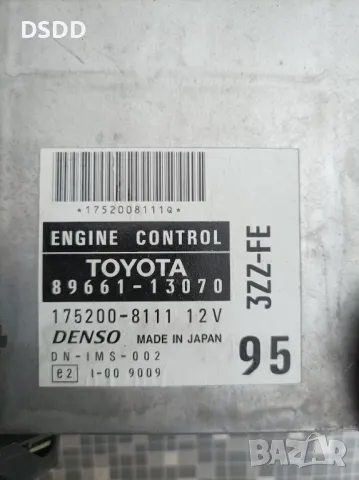 DSDD
*1752008111Q*
ENGINE CONTROL
TOYOTA
89661-13070
175200-8111 12V
DENSO MADE IN JAPAN
DN-IMS-002
e2 I-00 9009
3ZZ-FE
95
bazar